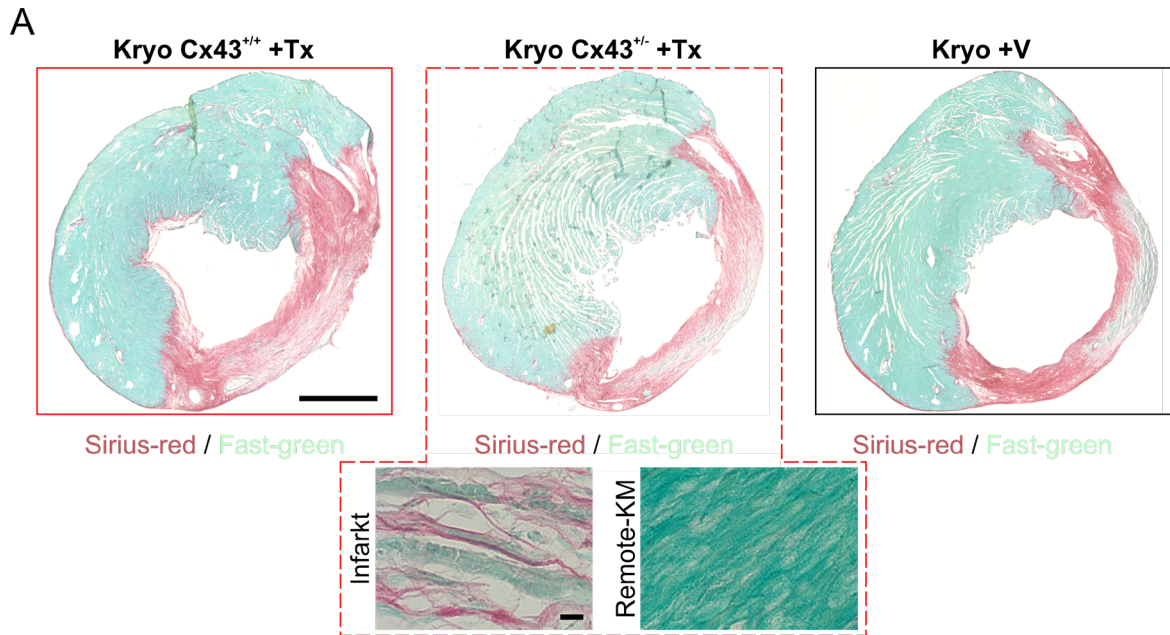 A
Kryo Cx43+/+ +Tx
Kryo Cx43+/- +Tx
Kryo +V
Sirius-red / Fast-green
Sirius-red / Fast-green
Sirius-red / Fast-green
Infarkt
Remote-KM